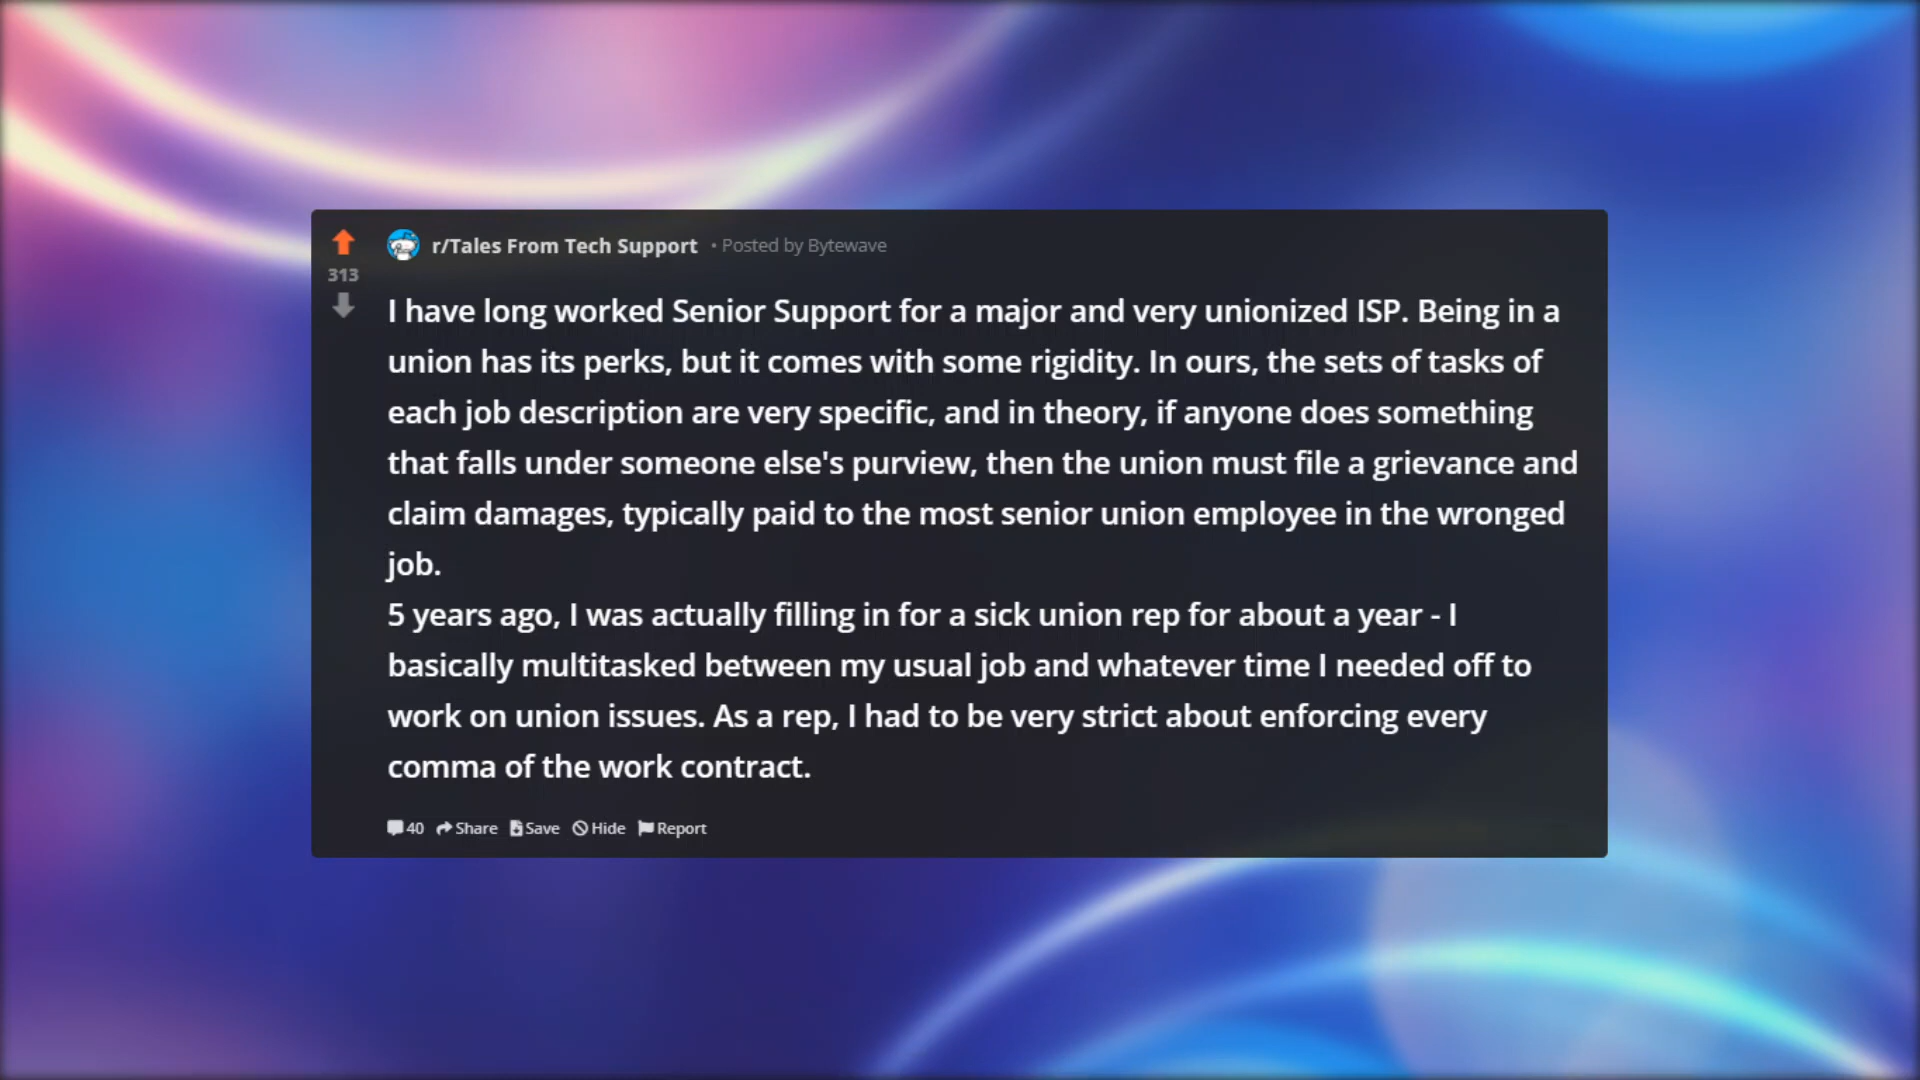 r/Tales From Tech Support • Posted by Bytewave
313
I have long worked Senior Support for a major and very unionized ISP. Being in a
union has its perks, but it comes with some rigidity. In ours, the sets of tasks of
each job description are very specific, and in theory, if anyone does something
that falls under someone else's purview, then the union must file a grievance and
claim damages, typically paid to the most senior union employee in the wronged
job.
5 years ago, I was actually filling in for a sick union rep for about a year - I
basically multitasked between my usual job and whatever time I needed off to
work on union issues. As a rep, I had to be very strict about enforcing every
comma of the work contract.
40 Share Save Hide Report